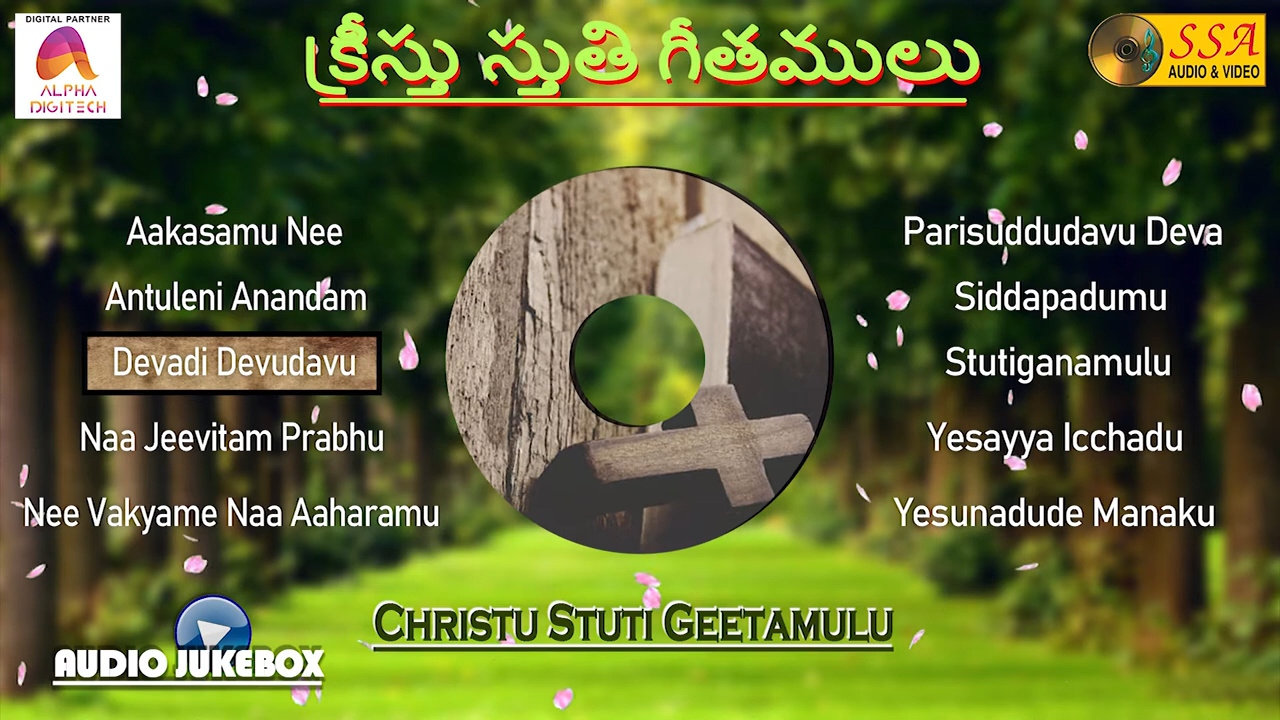 DIGITAL PARTNER
ALPHA
DIGITECH
క్రీస్తు స్తుతి గీతములు
SSA
AUDIO & VIDEO
Aakasamu Nee
Antuleni Anandam
Devadi Devudavu
Naa Jeevitam Prabhu
Nee Vakyame Naa Aaharamu
Parisuddudavu Deva
Siddapadumu
Stutiganamulu
Yesayya Icchadu
Yesunadude Manaku
Christu Stuti Geetamulu
AUDIO JUKEBOX